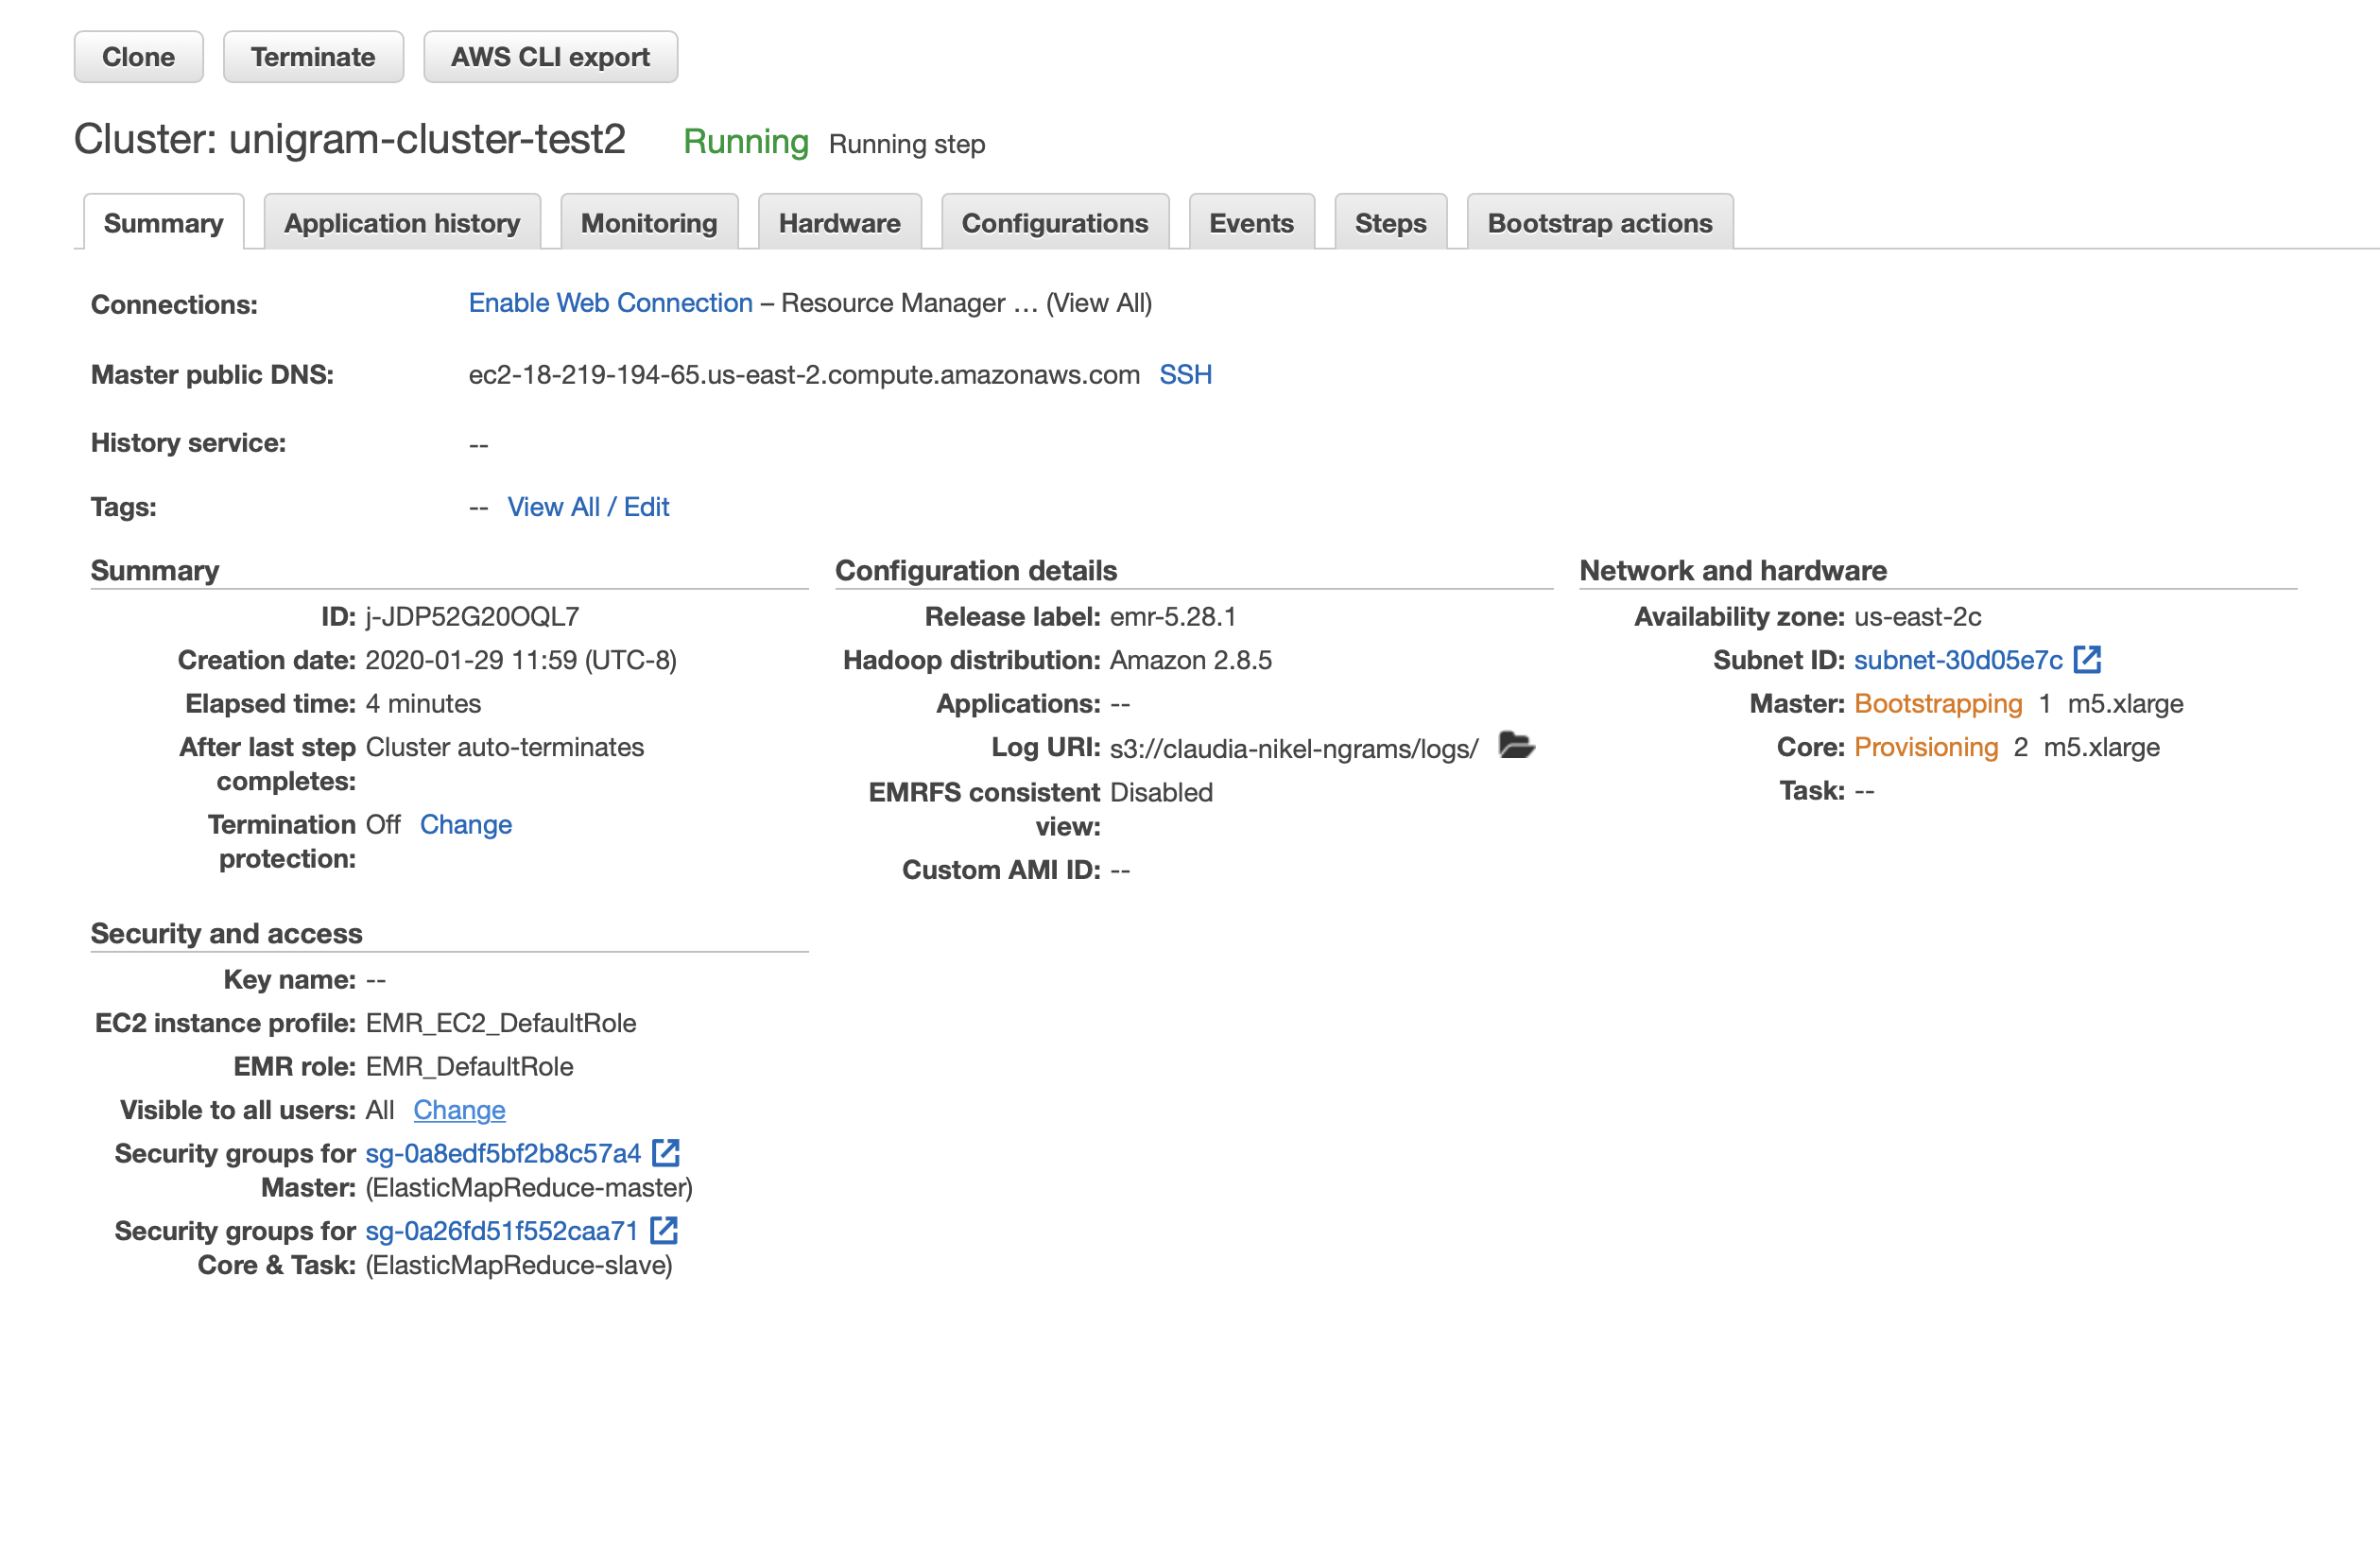 Clone Terminate AWS CLI export
Cluster: unigram-cluster-test2 Running Running step
Summary Application history Monitoring Hardware Configurations Events Steps Bootstrap actions
Connections: Enable Web Connection – Resource Manager … (View All)
Master public DNS: ec2-18-219-194-65.us-east-2.compute.amazonaws.com SSH
History service: --
Tags: -- View All / Edit
Summary
ID: j-JDP52G20OQL7
Creation date: 2020-01-29 11:59 (UTC-8)
Elapsed time: 4 minutes
After last step Cluster auto-terminates
completes:
Termination Off Change
protection:
Configuration details
Release label: emr-5.28.1
Hadoop distribution: Amazon 2.8.5
Applications: --
Log URI: s3://claudia-nikel-ngrams/logs/
EMRFS consistent Disabled
view:
Custom AMI ID: --
Network and hardware
Availability zone: us-east-2c
Subnet ID: subnet-30d05e7c
Master: Bootstrapping 1 m5.xlarge
Core: Provisioning 2 m5.xlarge
Task: --
Security and access
Key name: --
EC2 instance profile: EMR_EC2_DefaultRole
EMR role: EMR_DefaultRole
Visible to all users: All Change
Security groups for sg-0a8edf5bf2b8c57a4
Master: (ElasticMapReduce-master)
Security groups for sg-0a26fd51f552caa71
Core & Task: (ElasticMapReduce-slave)